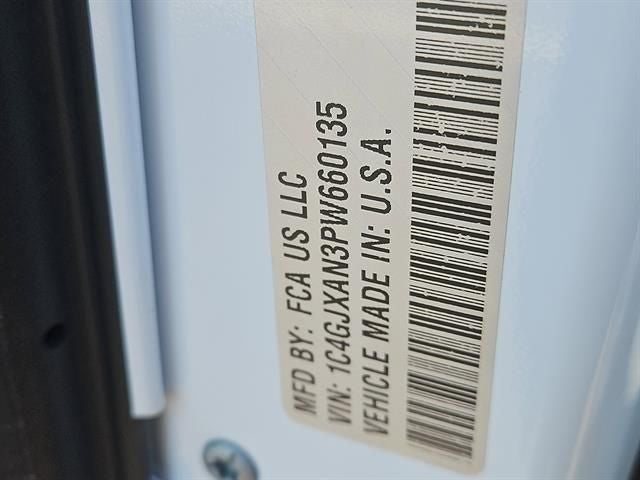 MFD BY: FCA US LLC
VIN: 1C4GJXAN3PW660135
VEHICLE MADE IN: U.S.A.